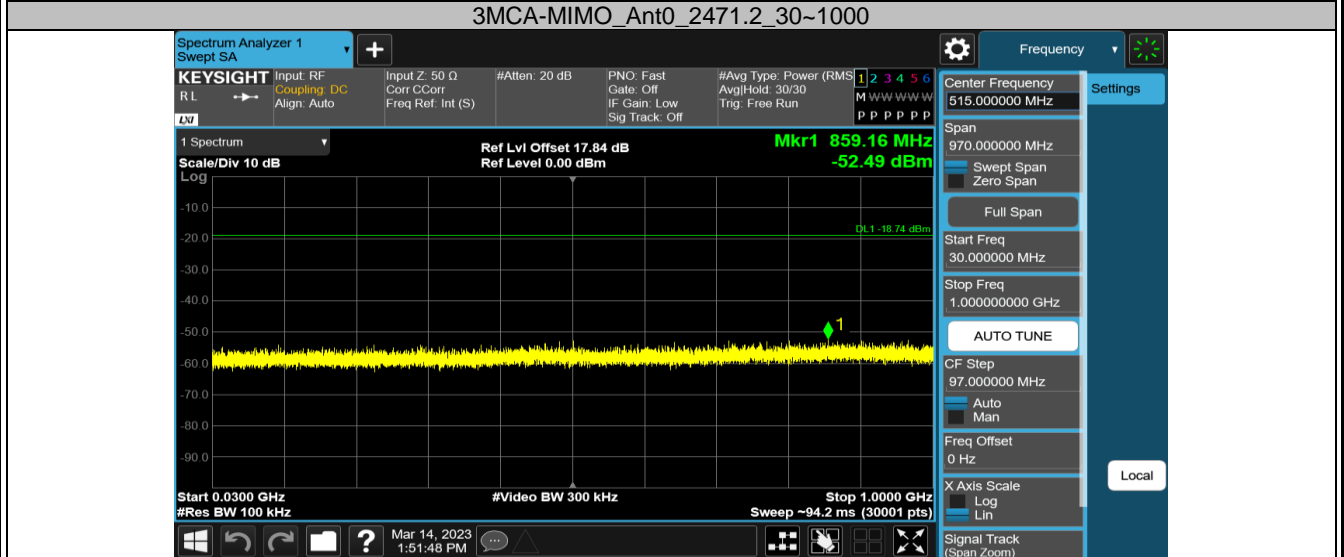 3MCA-MIMO_Ant0_2471.2_30~1000
Spectrum Analyzer 1
Swept SA
Frequency
KEYSIGHT
RL
LXI
Input: RF
Coupling: DC
Align: Auto
Input Z: 50 Ω
Corr CCorr
Freq Ref: Int (S)
#Atten: 20 dB
PNO: Fast
Gate: Off
IF Gain: Low
Sig Track: Off
#Avg Type: Power (RMS
Avg|Hold: 30/30
Trig: Free Run
1 2 3 4 5 6
M W W W W W
P P P P P P
1 Spectrum
Scale/Div 10 dB
Log
Ref Lvl Offset 17.84 dB
Ref Level 0.00 dBm
Mkr1 859.16 MHz
-52.49 dBm
-10.0
DL1 -18.74 dBm
-20.0
-30.0
-40.0
1
-50.0
-60.0
-70.0
-80.0
-90.0
Start 0.0300 GHz
#Res BW 100 kHz
#Video BW 300 kHz
Stop 1.0000 GHz
Sweep ~94.2 ms (30001 pts)
Mar 14, 2023
1:51:48 PM
Center Frequency
515.000000 MHz
Span
970.000000 MHz
Swept Span
Zero Span
Full Span
Start Freq
30.000000 MHz
Stop Freq
1.000000000 GHz
AUTO TUNE
CF Step
97.000000 MHz
Auto
Man
Freq Offset
0 Hz
X Axis Scale
Log
Lin
Signal Track
(Span Zoom)
Settings
Local